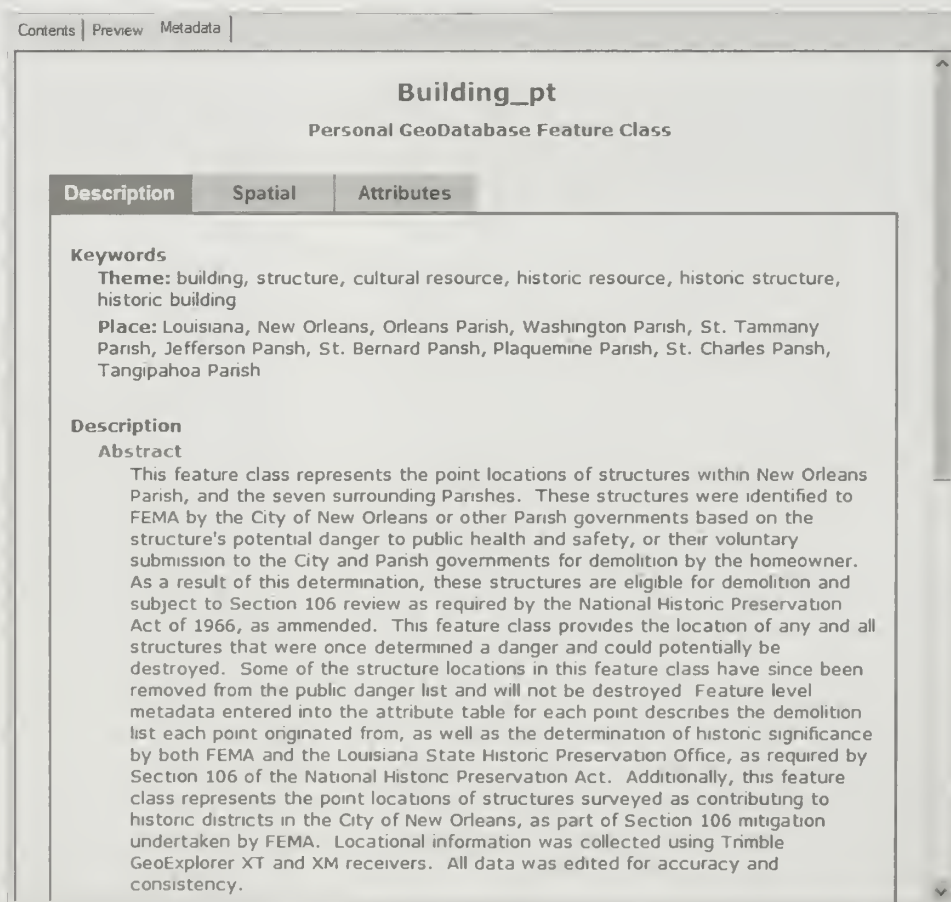 Contents | Preview Metadata |
Building_pt
Personal GeoDatabase Feature Class
Description Spatial Attributes
Keywords
Theme: building, structure, cultural resource, historic resource, historic structure,
historic building
Place: Louisiana, New Orleans, Orleans Parish, Washington Parish, St. Tammany
Parish, Jefferson Parish, St. Bernard Parish, Plaquemine Parish, St. Charles Parish,
Tangipahoa Parish
Description
Abstract
This feature class represents the point locations of structures within New Orleans
Parish, and the seven surrounding Parishes. These structures were identified to
FEMA by the City of New Orleans or other Parish governments based on the
structure's potential danger to public health and safety, or their voluntary
submission to the City and Parish governments for demolition by the homeowner.
As a result of this determination, these structures are eligible for demolition and
subject to Section 106 review as required by the National Historic Preservation
Act of 1966, as ammended. This feature class provides the location of any and all
structures that were once determined a danger and could potentially be
destroyed. Some of the structure locations in this feature class have since been
removed from the public danger list and will not be destroyed Feature level
metadata entered into the attribute table for each point describes the demolition
list each point originated from, as well as the determination of historic significance
by both FEMA and the Louisiana State Historic Preservation Office, as required by
Section 106 of the National Historic Preservation Act. Additionally, this feature
class represents the point locations of structures surveyed as contributing to
historic districts in the City of New Orleans, as part of Section 106 mitigation
undertaken by FEMA. Locational information was collected using Trimble
GeoExplorer XT and XM receivers. All data was edited for accuracy and
consistency.